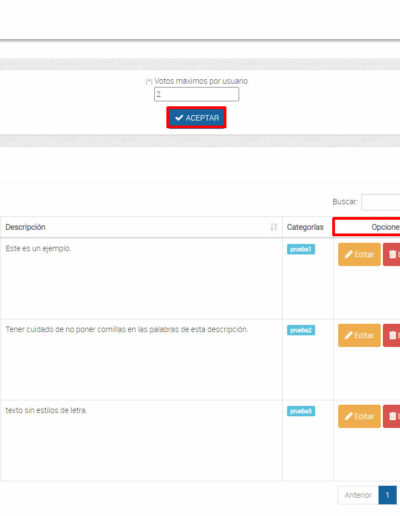 (*) Votos máximos por usuario
2
ACEPTAR
Buscar:
Descripción Categorías Opcione
Este es un ejemplo. prueba1 Editar
Tener cuidado de no poner comillas en las palabras de esta descripción. prueba2 Editar
texto sin estilos de letra. prueba3 Editar
Anterior 1